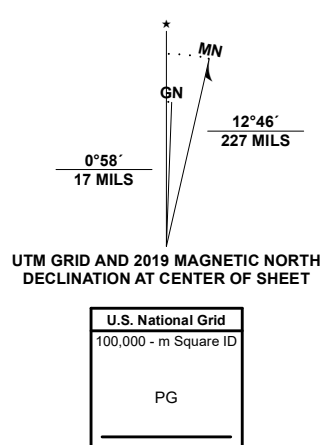 ★
MN
GN
12°46´
227 MILS
0°58´
17 MILS
UTM GRID AND 2019 MAGNETIC NORTH
DECLINATION AT CENTER OF SHEET
U.S. National Grid
100,000 - m Square ID
PG